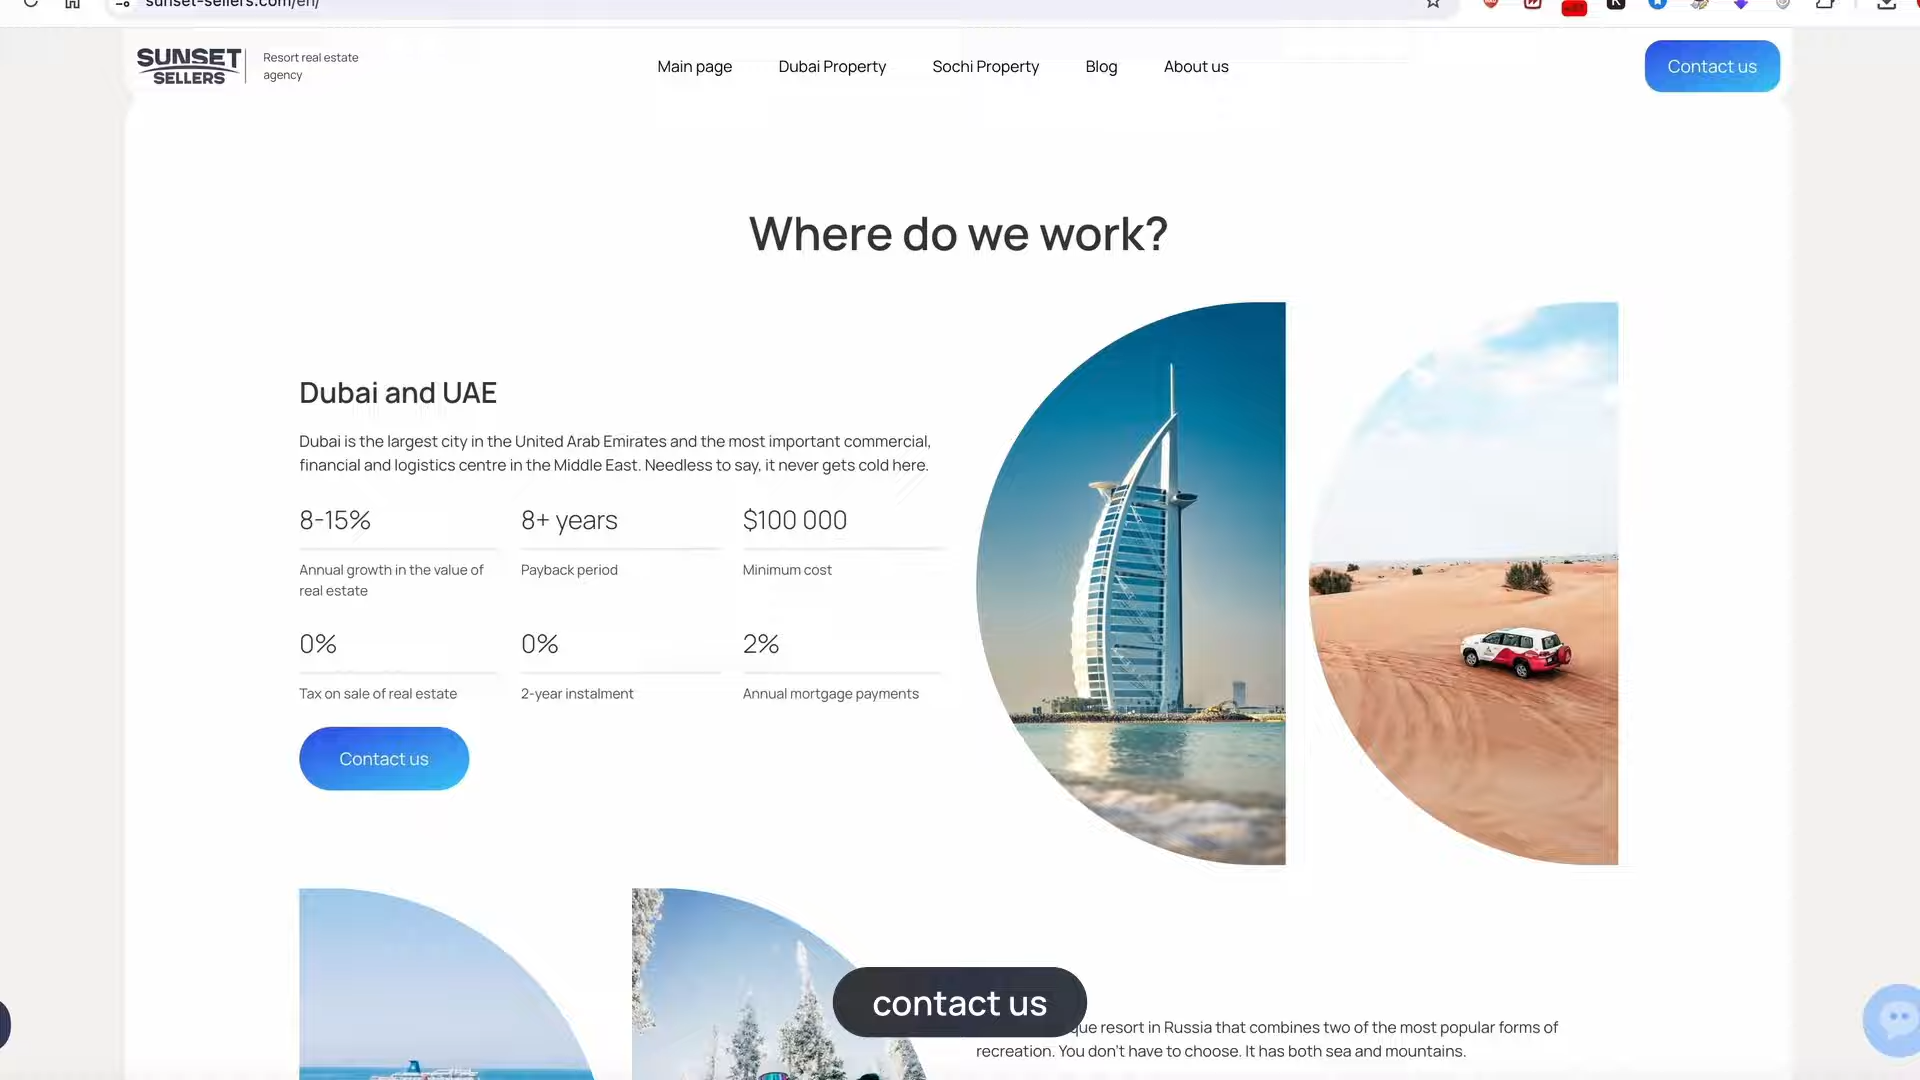 sunset-sellers.com/en/
SUNSET
SELLERS
Resort real estate
agency
Main page
Dubai Property
Sochi Property
Blog
About us
Contact us
Where do we work?
Dubai and UAE
Dubai is the largest city in the United Arab Emirates and the most important commercial,
financial and logistics centre in the Middle East. Needless to say, it never gets cold here.
8-15%
Annual growth in the value of
real estate
8+ years
Payback period
$100 000
Minimum cost
0%
Tax on sale of real estate
0%
2-year instalment
2%
Annual mortgage payments
Contact us
contact us
resort in Russia that combines two of the most popular forms of
recreation. You don't have to choose. It has both sea and mountains.